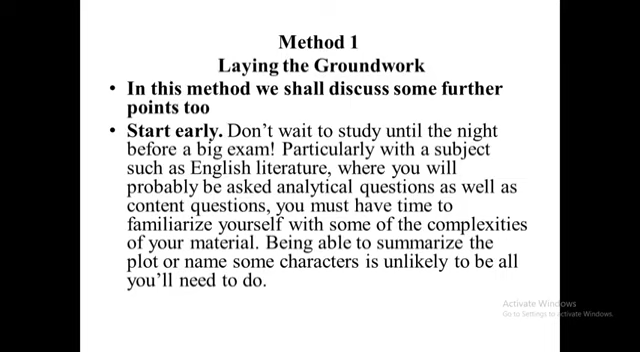 Method 1
Laying the Groundwork
• In this method we shall discuss some further
points too
• Start early. Don't wait to study until the night
before a big exam! Particularly with a subject
such as English literature, where you will
probably be asked analytical questions as well as
content questions, you must have time to
familiarize yourself with some of the complexities
of your material. Being able to summarize the
plot or name some characters is unlikely to be all
you'll need to do.
Activate Windows
Go to Settings to activate Windows.